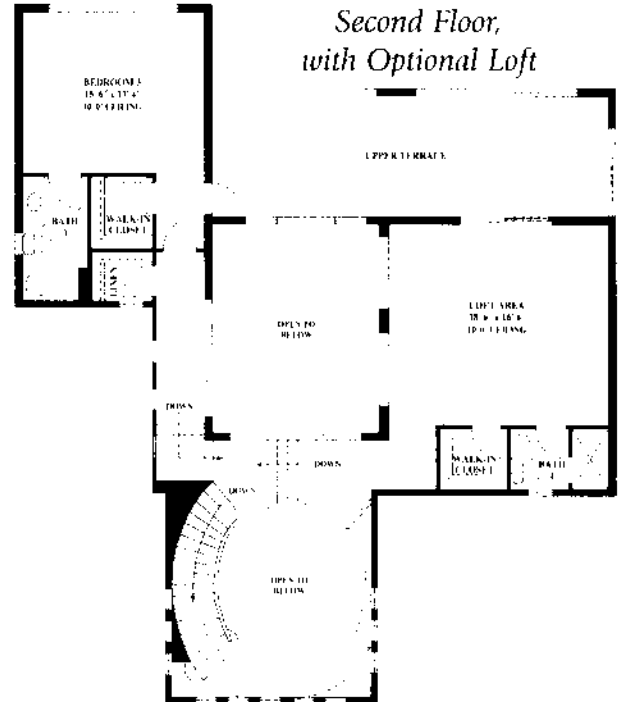 Second Floor,
with Optional Loft
BEDROOM 3
UPPER TERRACE
BATH
WALK-IN
CLOSET
LINEN
LOFT AREA
OPEN TO
BELOW
DOWN
DOWN
DOWN
WALK-IN
CLOSET
BATH
4
OPEN TO
BELOW